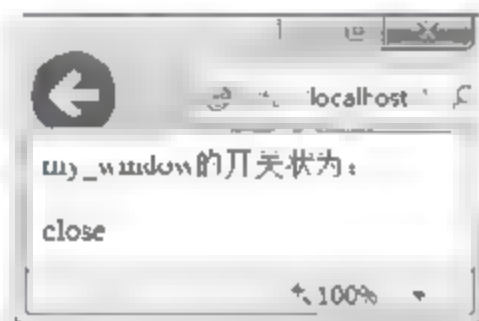 localhost
my_window的开关状为：
close
100%